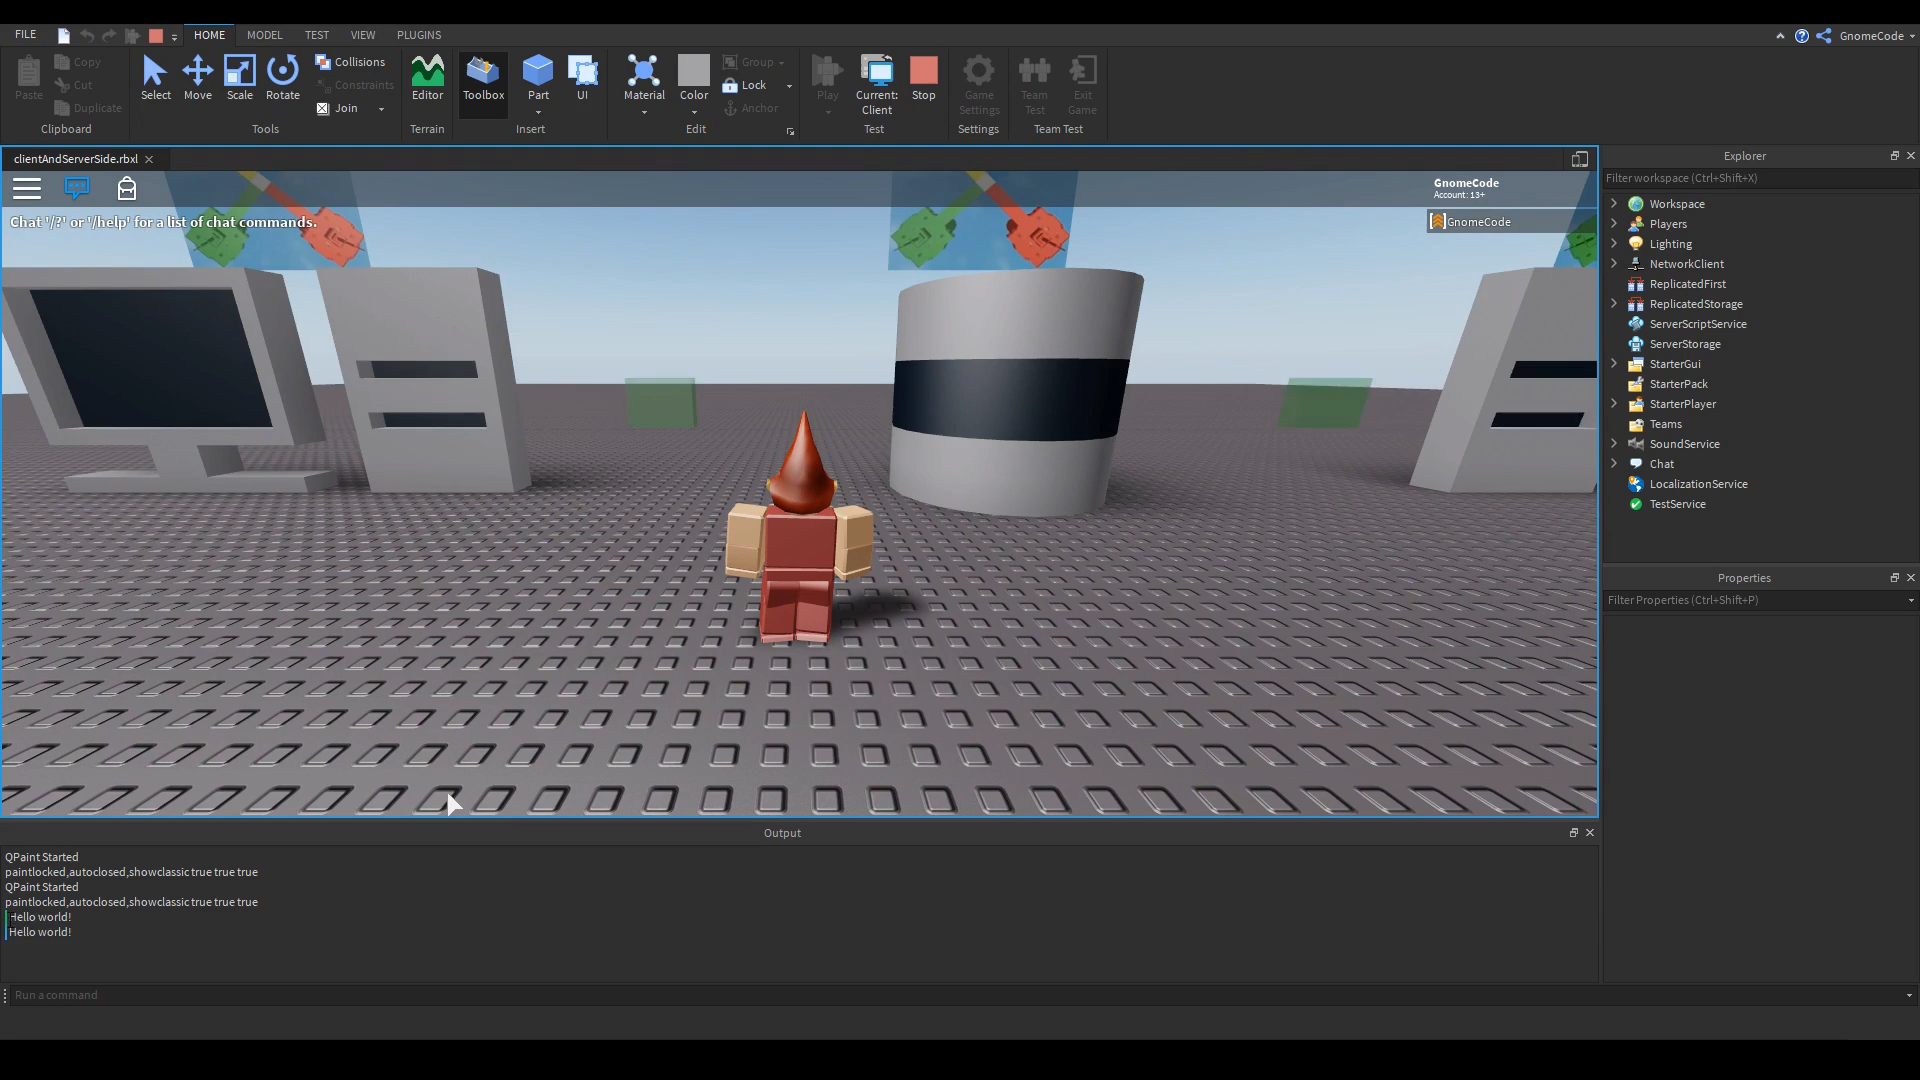 FILE HOME MODEL TEST VIEW PLUGINS GnomeCode
Paste Copy Cut Duplicate
Clipboard
Select Move Scale Rotate
Collisions
Constraints
Join
Tools
Editor
Terrain
Toolbox Part UI
Insert
Material Color
Group
Lock
Anchor
Edit
Play Current: Client Stop
Test
Game Settings
Settings
Team Test Exit Game
Team Test
clientAndServerSide.rbxl
GnomeCode
Account: 13+
Chat '/?' or '/help' for a list of chat commands.
GnomeCode
Explorer
Filter workspace (Ctrl+Shift+X)
Workspace
Players
Lighting
NetworkClient
ReplicatedFirst
ReplicatedStorage
ServerScriptService
ServerStorage
StarterGui
StarterPack
StarterPlayer
Teams
SoundService
Chat
LocalizationService
TestService
Properties
Filter Properties (Ctrl+Shift+P)
Output
QPaint Started
paintlocked,autoclosed,showclassic true true true
QPaint Started
paintlocked,autoclosed,showclassic true true true
Hello world!
Hello world!
Run a command